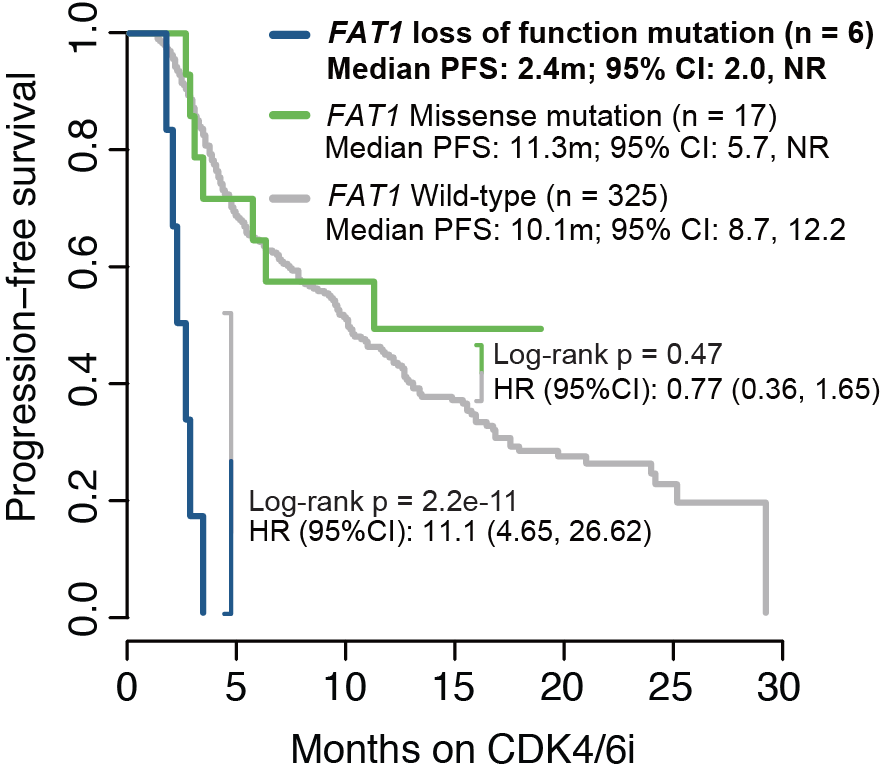 FAT1 loss of function mutation (n = 6)
Median PFS: 2.4m; 95% CI: 2.0, NR
FAT1 Missense mutation (n = 17)
Median PFS: 11.3m; 95% CI: 5.7, NR
FAT1 Wild-type (n = 325)
Median PFS: 10.1m; 95% CI: 8.7, 12.2
Progression–free survival
1.0
0.8
0.6
0.4
0.2
0.0
Log-rank p = 0.47
HR (95%CI): 0.77 (0.36, 1.65)
Log-rank p = 2.2e-11
HR (95%CI): 11.1 (4.65, 26.62)
0 5 10 15 20 25 30
Months on CDK4/6i